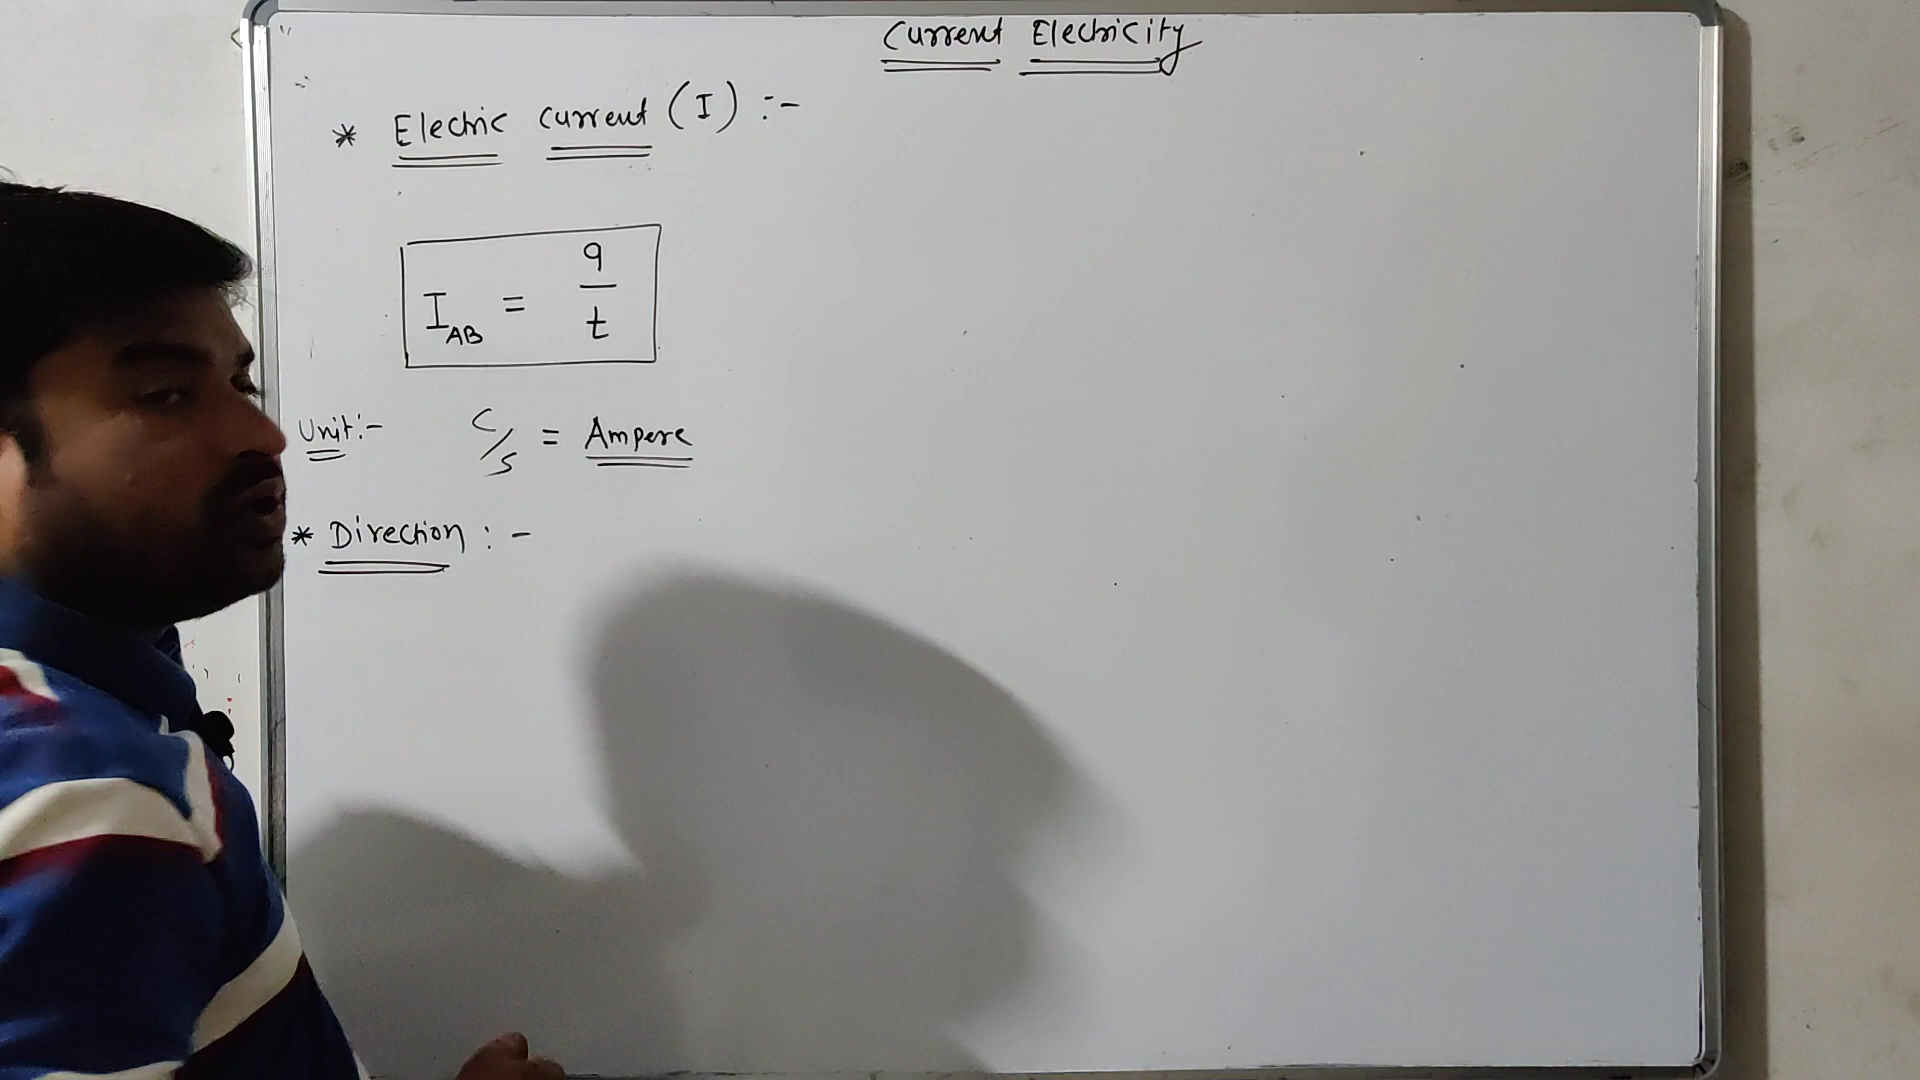 Current Electricity
* Electric current (I) :-
I_AB = q/t
Unit:- C/s = Ampere
* Direction :-